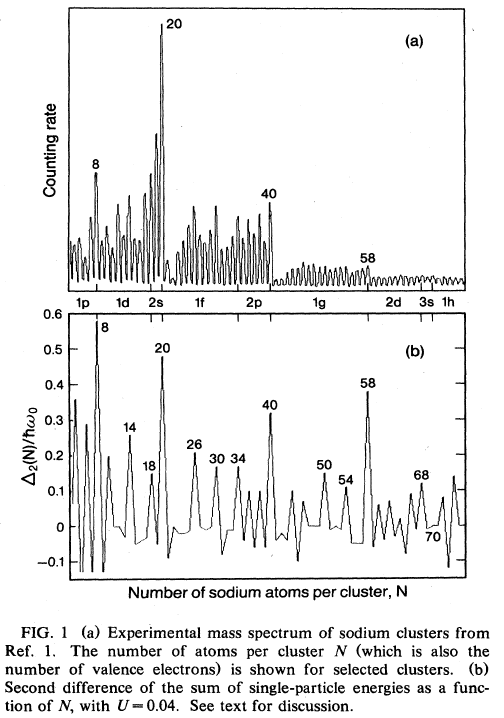 20
(a)
Counting rate
8
40
58
1p 1d 2s 1f 2p 1g 2d 3s 1h
0.6
8
(b)
20
0.5
58
0.4
40
0.3
14
26
0.2
18
30 34
50
54
68
0.1
0
70
-0.1
Δ₂(N)/ħω₀
Number of sodium atoms per cluster, N
FIG. 1 (a) Experimental mass spectrum of sodium clusters from
Ref. 1. The number of atoms per cluster N (which is also the
number of valence electrons) is shown for selected clusters. (b)
Second difference of the sum of single-particle energies as a func-
tion of N, with U = 0.04. See text for discussion.